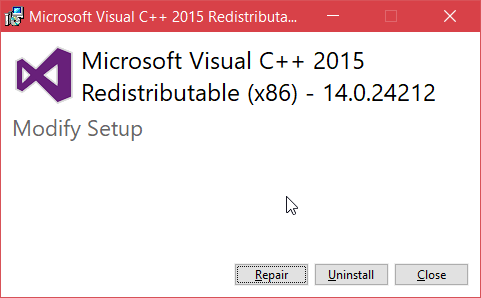 Microsoft Visual C++ 2015 Redistributa...
Microsoft Visual C++ 2015
Redistributable (x86) - 14.0.24212
Modify Setup
Repair
Uninstall
Close